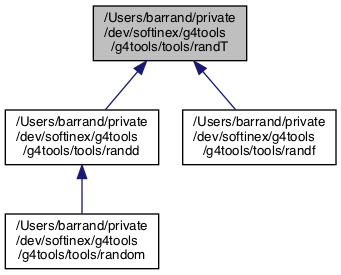 /Users/barrand/private
/dev/softinex/g4tools
/g4tools/tools/randT
/Users/barrand/private
/dev/softinex/g4tools
/g4tools/tools/randd
/Users/barrand/private
/dev/softinex/g4tools
/g4tools/tools/randf
/Users/barrand/private
/dev/softinex/g4tools
/g4tools/tools/random